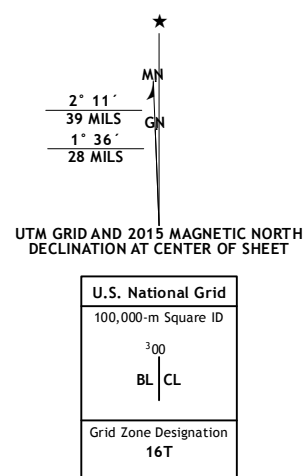 ★
MN
2° 11´
39 MILS
GN
1° 36´
28 MILS
UTM GRID AND 2015 MAGNETIC NORTH
DECLINATION AT CENTER OF SHEET
U.S. National Grid
100,000-m Square ID
³00
BL CL
Grid Zone Designation
16T